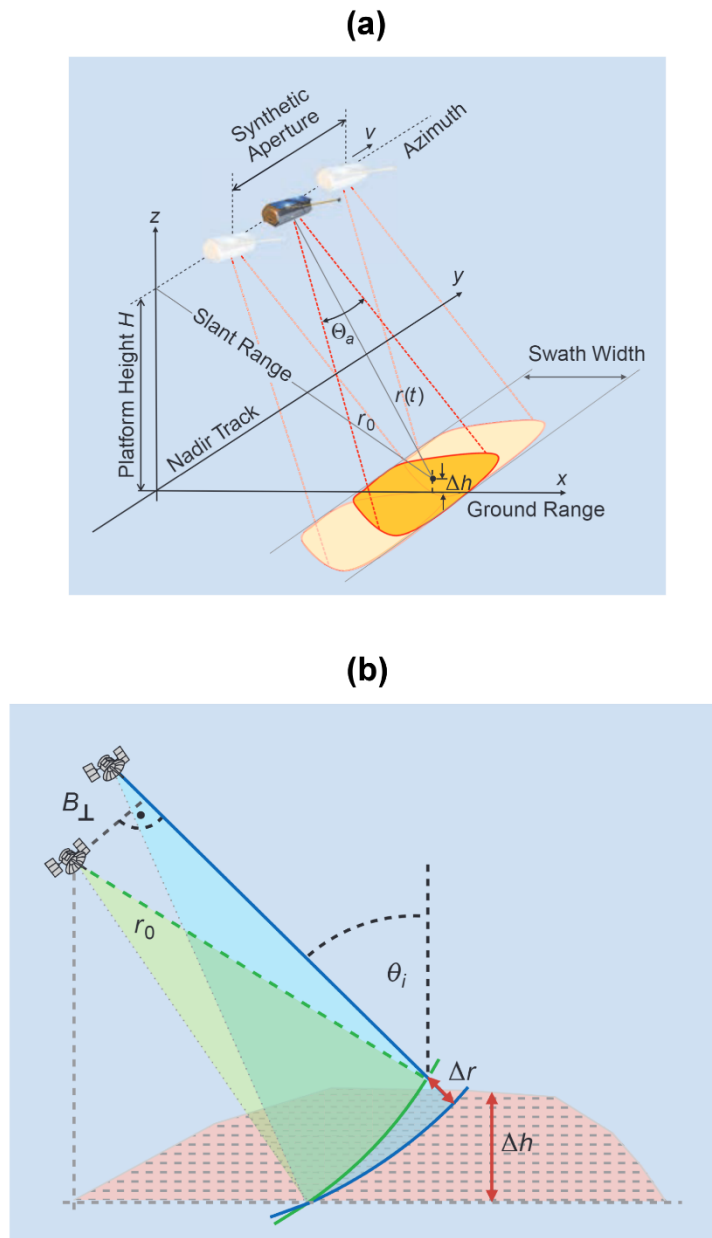 (a)
Synthetic
Aperture
v
Azimuth
z
y
Platform Height H
Slant Range
Θa
Swath Width
r(t)
r0
Nadir Track
x
Δh
Ground Range
(b)
B⊥
r0
θi
Δr
Δh